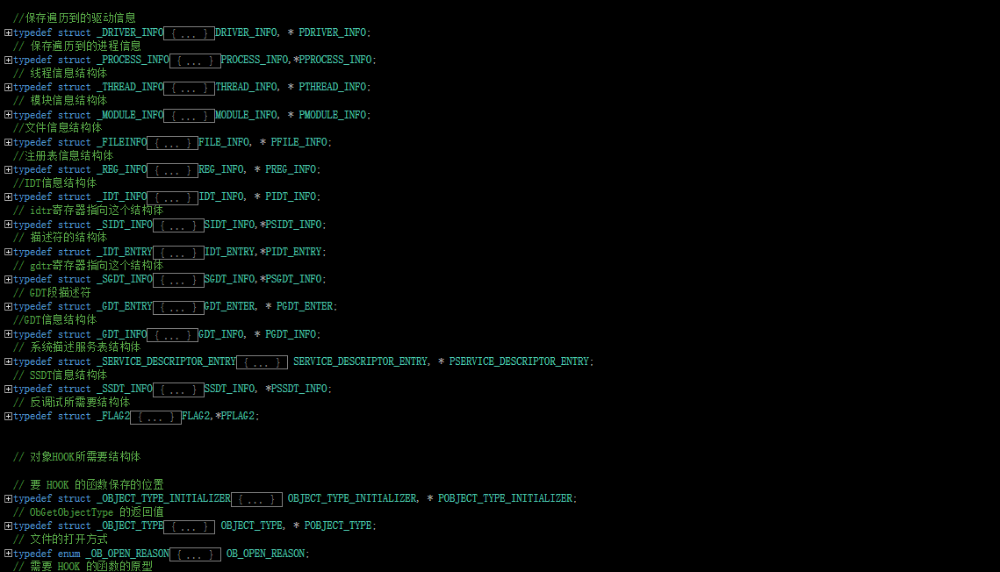 //保存遍历到的驱动信息
typedef struct _DRIVER_INFO{ ... }DRIVER_INFO, * PDRIVER_INFO;
// 保存遍历到的进程信息
typedef struct _PROCESS_INFO{ ... }PROCESS_INFO,*PPROCESS_INFO;
// 线程信息结构体
typedef struct _THREAD_INFO{ ... }THREAD_INFO, * PTHREAD_INFO;
// 模块信息结构体
typedef struct _MODULE_INFO{ ... }MODULE_INFO, * PMODULE_INFO;
//文件信息结构体
typedef struct _FILEINFO{ ... }FILE_INFO, * PFILE_INFO;
//注册表信息结构体
typedef struct _REG_INFO{ ... }REG_INFO, * PREG_INFO;
//IDT信息结构体
typedef struct _IDT_INFO{ ... }IDT_INFO, * PIDT_INFO;
// idtr寄存器指向这个结构体
typedef struct _SIDT_INFO{ ... }SIDT_INFO,*PSIDT_INFO;
// 描述符的结构体
typedef struct _IDT_ENTRY{ ... }IDT_ENTRY,*PIDT_ENTRY;
// gdtr寄存器指向这个结构体
typedef struct _SGDT_INFO{ ... }SGDT_INFO,*PSGDT_INFO;
// GDT段描述符
typedef struct _GDT_ENTRY{ ... }GDT_ENTER, * PGDT_ENTER;
//GDT信息结构体
typedef struct _GDT_INFO{ ... }GDT_INFO, * PGDT_INFO;
// 系统描述服务表结构体
typedef struct _SERVICE_DESCRIPTOR_ENTRY{ ... } SERVICE_DESCRIPTOR_ENTRY, * PSERVICE_DESCRIPTOR_ENTRY;
// SSDT信息结构体
typedef struct _SSDT_INFO{ ... }SSDT_INFO, *PSSDT_INFO;
// 反调试所需要结构体
typedef struct _FLAG2{ ... }FLAG2,*PFLAG2;
// 对象HOOK所需要结构体
// 要 HOOK 的函数保存的位置
typedef struct _OBJECT_TYPE_INITIALIZER{ ... } OBJECT_TYPE_INITIALIZER, * POBJECT_TYPE_INITIALIZER;
// ObGetObjectType 的返回值
typedef struct _OBJECT_TYPE{ ... } OBJECT_TYPE, * POBJECT_TYPE;
// 文件的打开方式
typedef enum _OB_OPEN_REASON{ ... } OB_OPEN_REASON;
// 需要 HOOK 的函数的原型